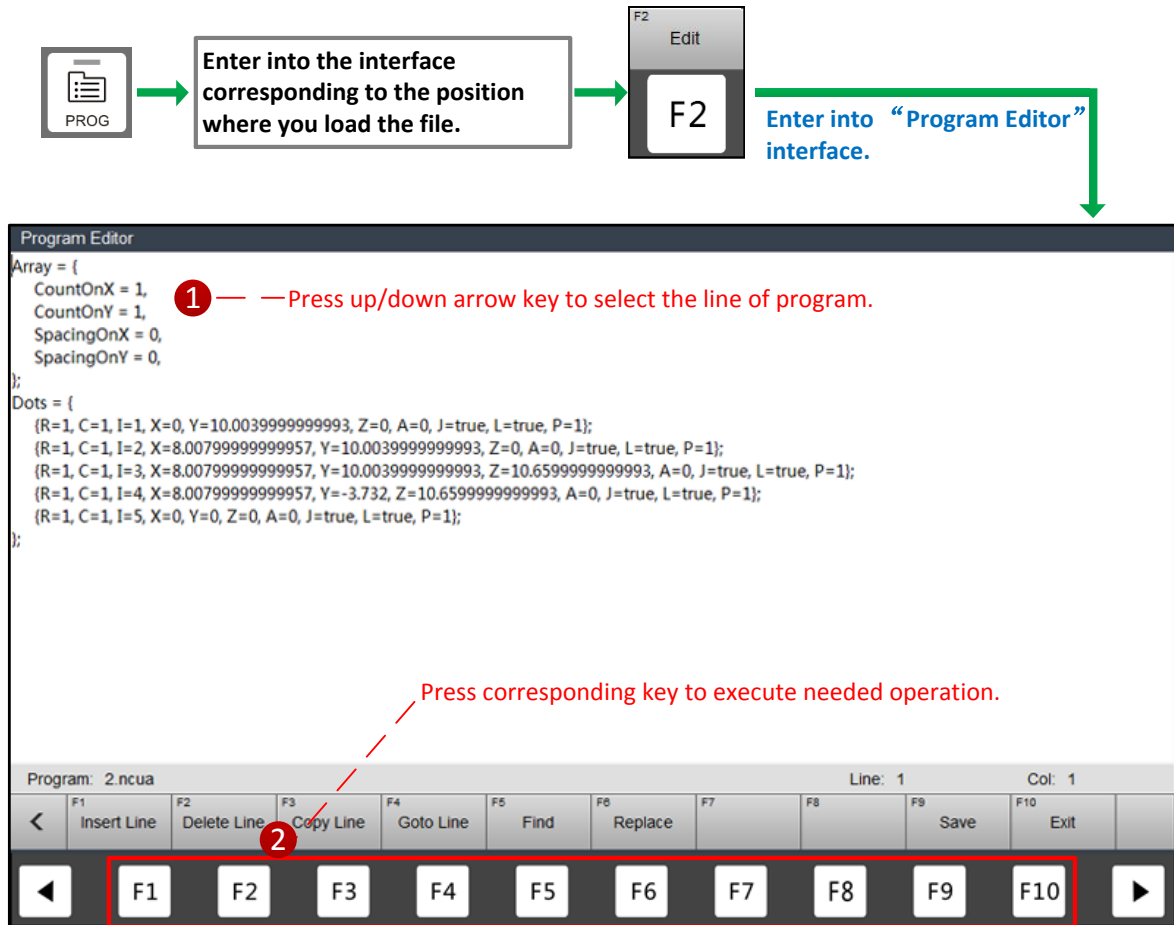 PROG
Enter into the interface
corresponding to the position
where you load the file.
F2
Edit
F2
Enter into “Program Editor”
interface.
Program Editor
Array = {
CountOnX = 1,
CountOnY = 1,
SpacingOnX = 0,
SpacingOnY = 0,
};
1 Press up/down arrow key to select the line of program.
Dots = {
{R=1, C=1, I=1, X=0, Y=10.0039999999993, Z=0, A=0, J=true, L=true, P=1};
{R=1, C=1, I=2, X=8.00799999999957, Y=10.0039999999993, Z=0, A=0, J=true, L=true, P=1};
{R=1, C=1, I=3, X=8.00799999999957, Y=10.0039999999993, Z=10.6599999999993, A=0, J=true, L=true, P=1};
{R=1, C=1, I=4, X=8.00799999999957, Y=-3.732, Z=10.6599999999993, A=0, J=true, L=true, P=1};
{R=1, C=1, I=5, X=0, Y=0, Z=0, A=0, J=true, L=true, P=1};
};
Press corresponding key to execute needed operation.
Program: 2.ncua Line: 1 Col: 1
F1 F2 F3 F4 F5 F6 F7 F8 F9 F10
< Insert Line Delete Line Copy Line Goto Line Find Replace Save Exit
2
F1 F2 F3 F4 F5 F6 F7 F8 F9 F10